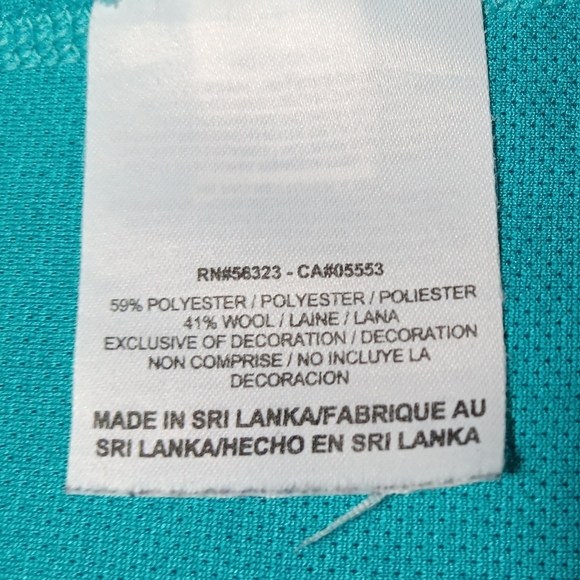 RN#56323 - CA#05553
59% POLYESTER / POLYESTER / POLIESTER
41% WOOL / LAINE / LANA
EXCLUSIVE OF DECORATION / DECORATION
NON COMPRISE / NO INCLUYE LA
DECORACION
MADE IN SRI LANKA/FABRIQUE AU
SRI LANKA/HECHO EN SRI LANKA